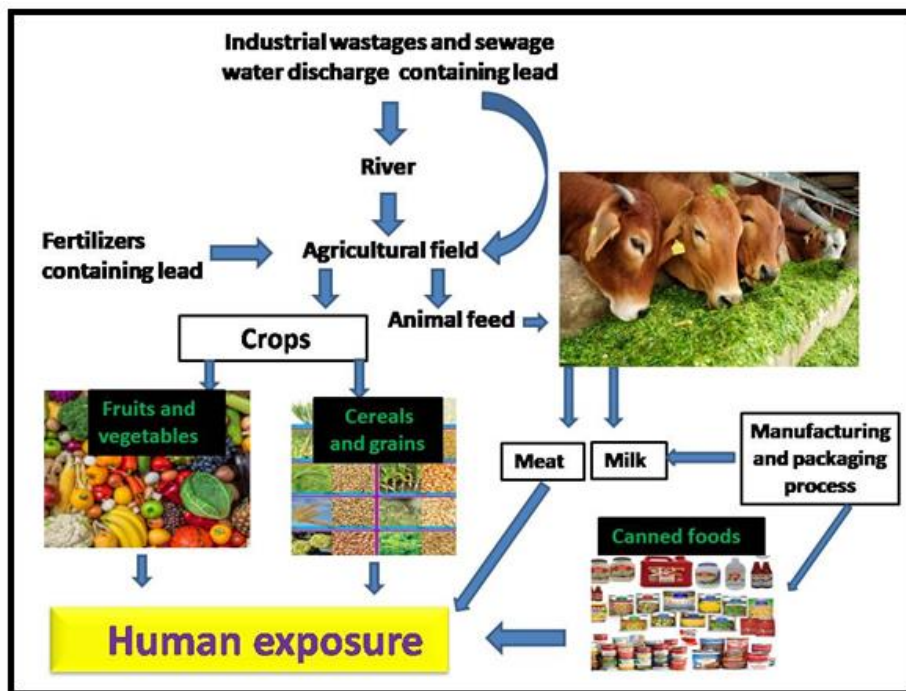 Industrial wastages and sewage
water discharge containing lead
River
Fertilizers
containing lead
Agricultural field
Animal feed
Crops
Fruits and
vegetables
Cereals
and grains
Meat
Milk
Manufacturing
and packaging
process
Canned foods
Human exposure